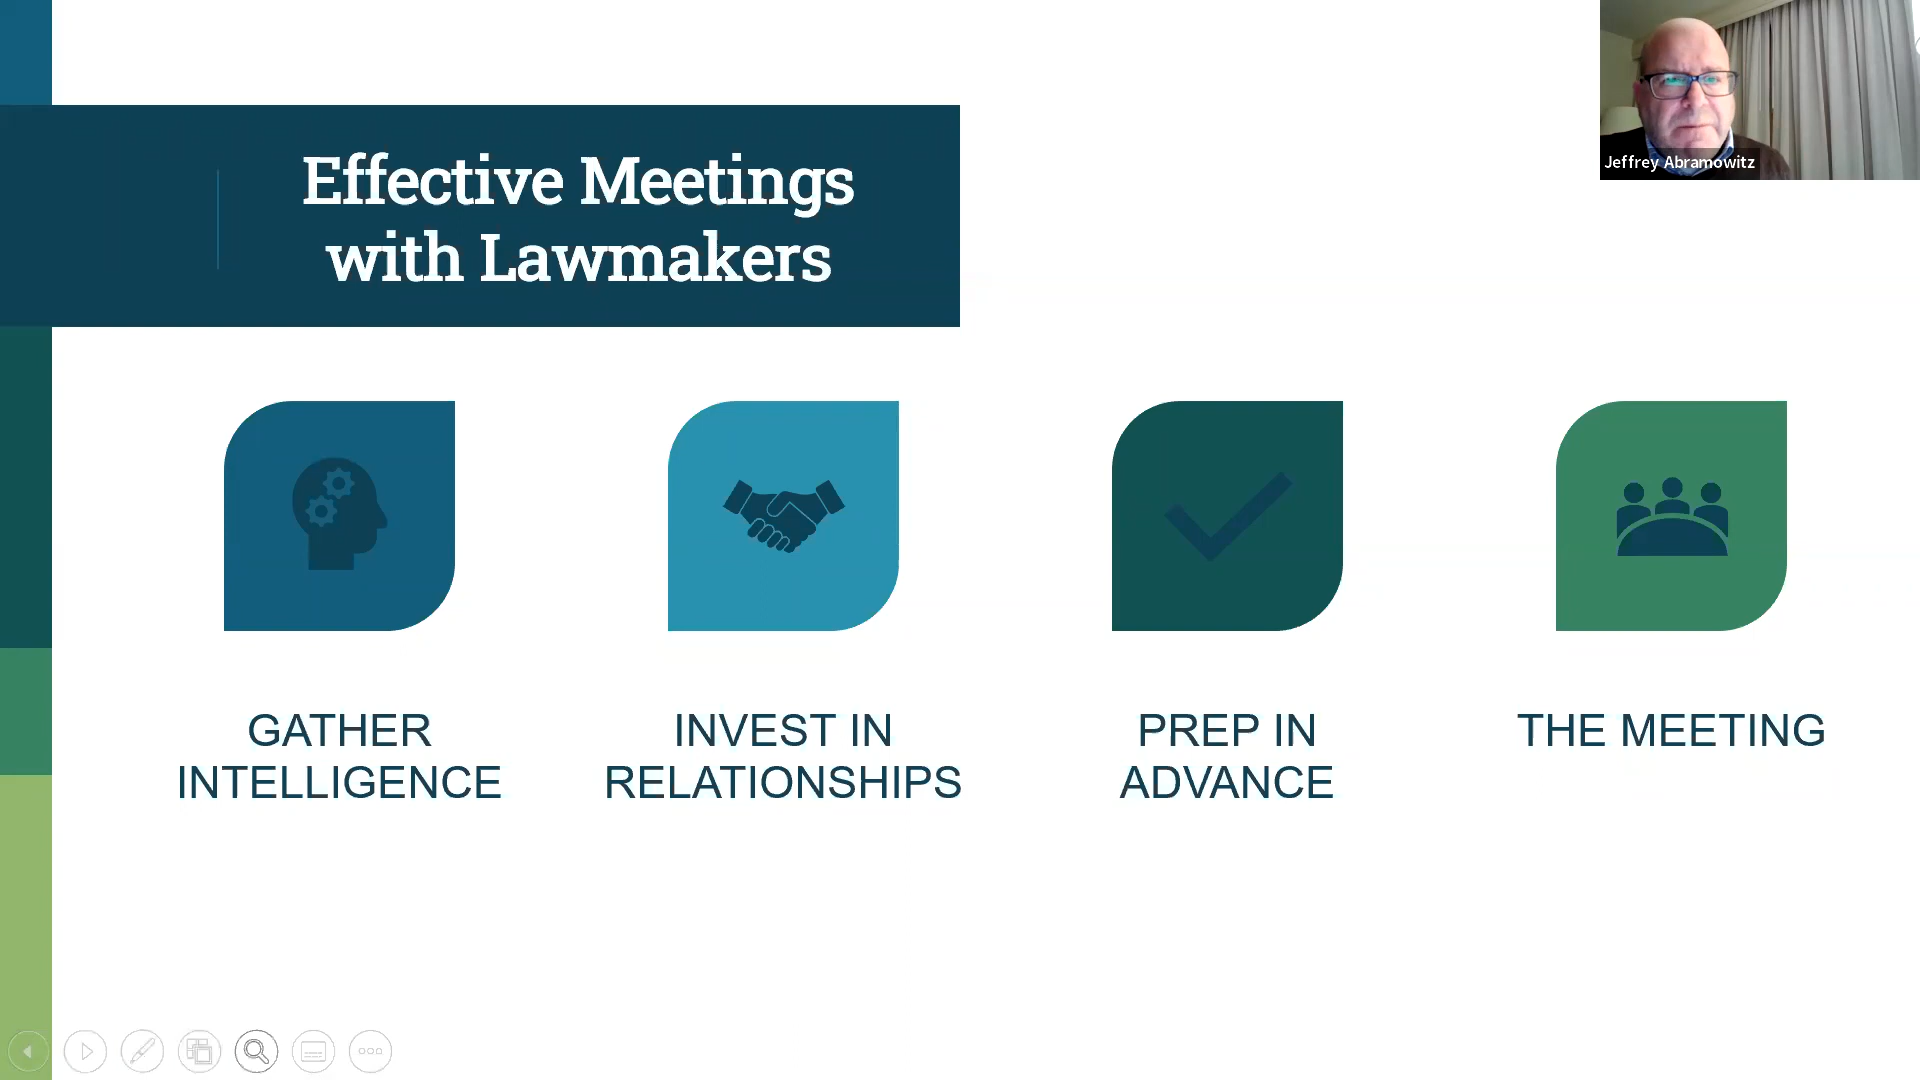 Effective Meetings
with Lawmakers
Jeffrey Abramowitz
GATHER
INTELLIGENCE
INVEST IN
RELATIONSHIPS
PREP IN
ADVANCE
THE MEETING